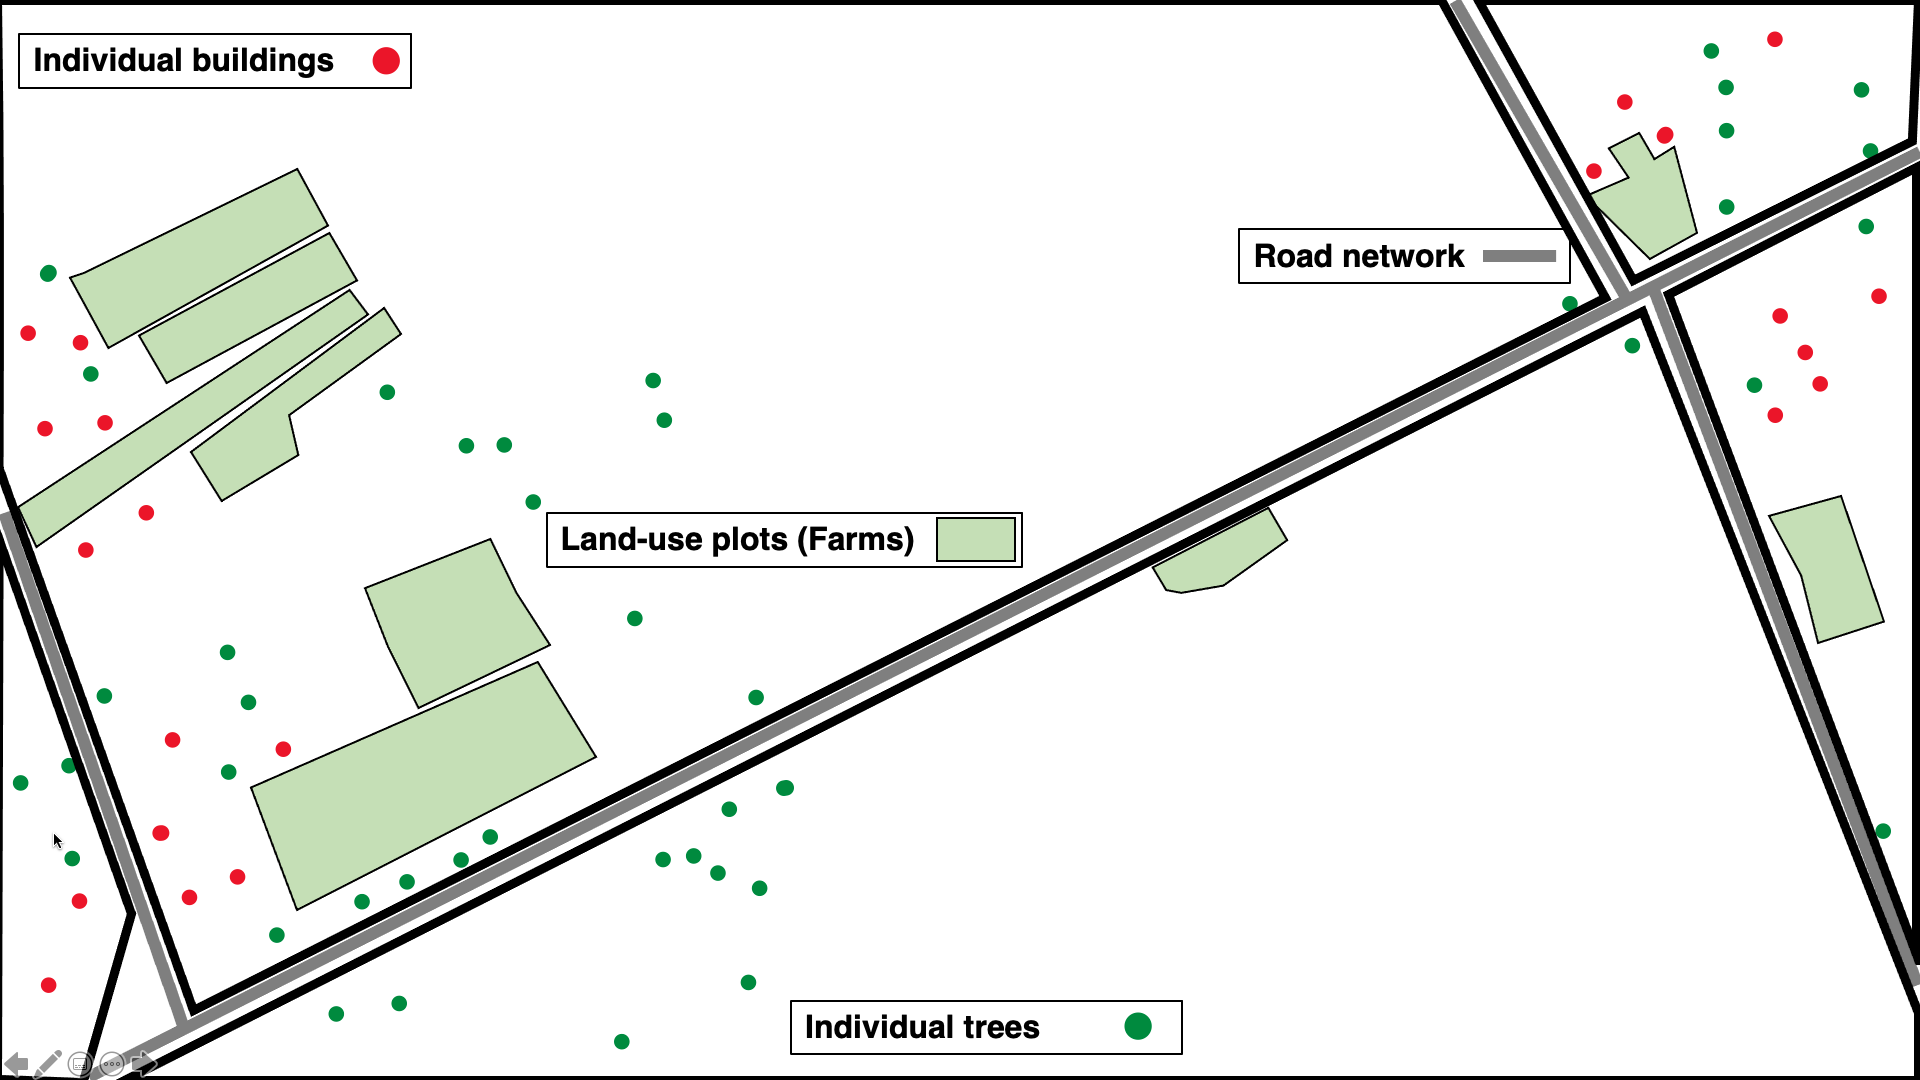 Individual buildings
Road network
Land-use plots (Farms)
Individual trees